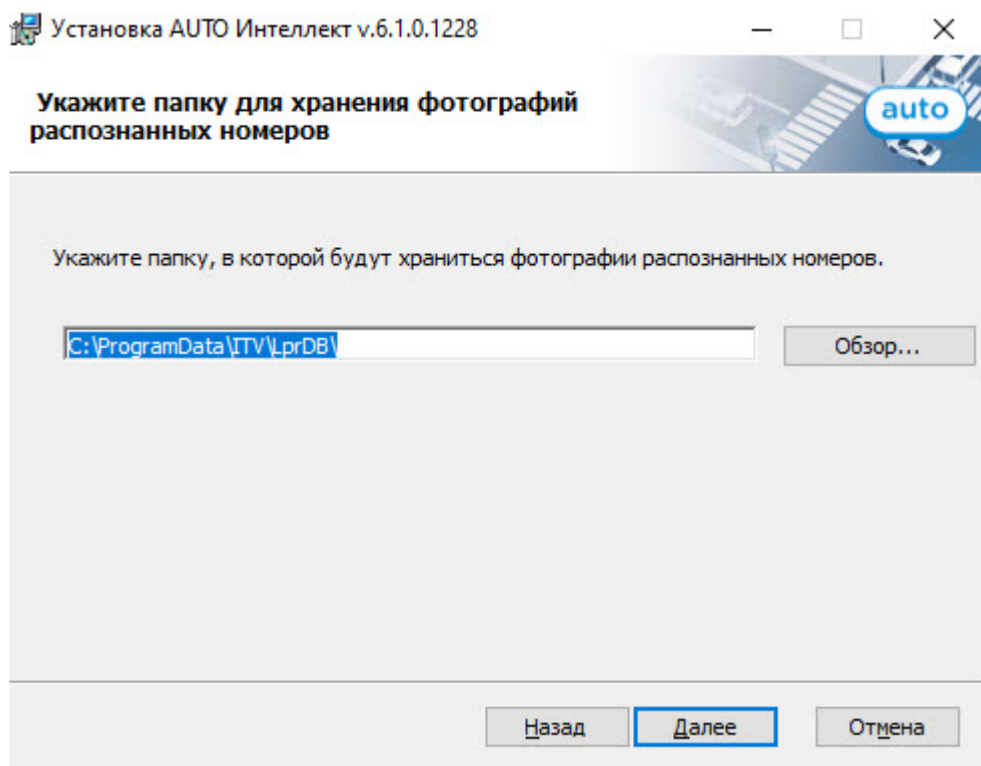 Установка AUTO Интеллект v.6.1.0.1228
Укажите папку для хранения фотографий
распознанных номеров
auto
Укажите папку, в которой будут храниться фотографии распознанных номеров.
C:\ProgramData\ITV\LprDB\
Обзор...
Назад
Далее
Отмена